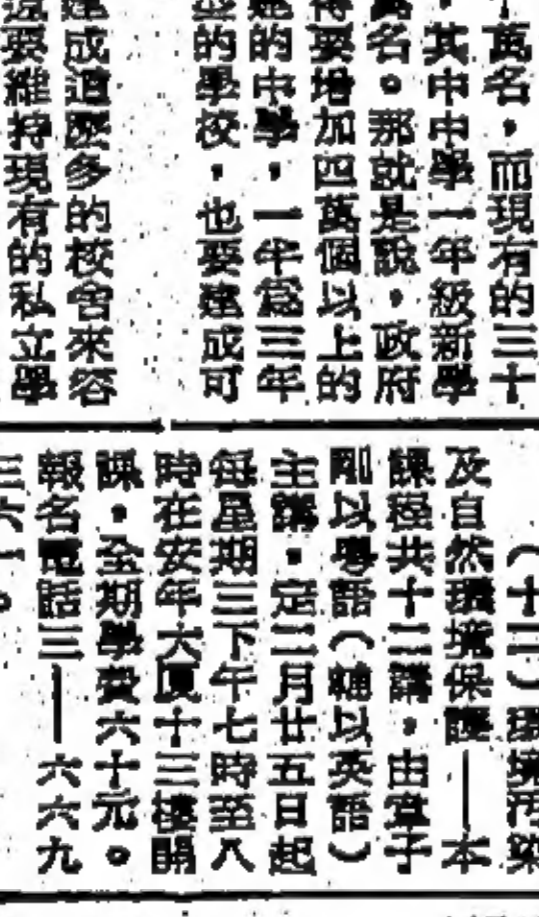 十萬名，而現有的三十
，其中中學一年級新學
萬名。那就是說，政府
得要增加四萬個以上的
建的中學，一半為三年
型的學校，也要建成可
建成這麼多的校舍來容
還要維持現有的私立學
（十二）環境污染
及自然環境保護——本
課程共十二講，由
剛以粵語（輔以英語）
主講，定二月廿五日起
每星期三下午七時至八
時在安年大廈十三樓開
課，全期學費六十元。
報名電話三——六六九
三六一。